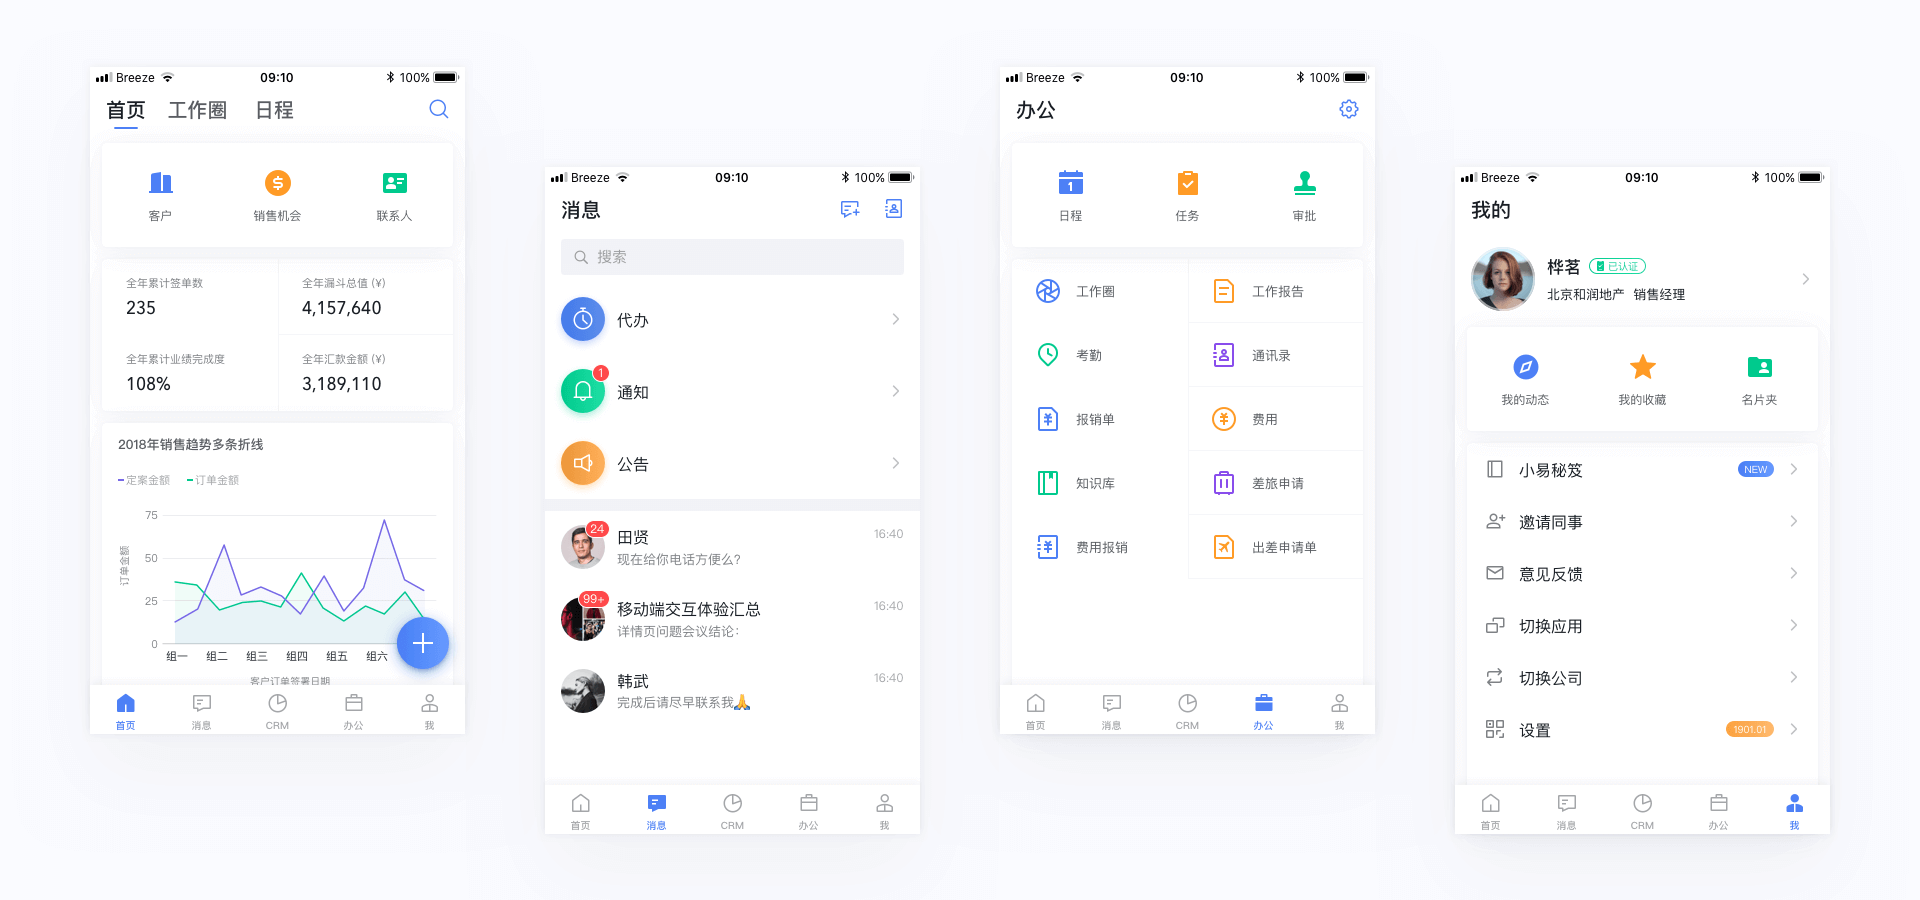 Breeze 09:10 100%
首页 工作圈 日程
客户 销售机会 联系人
全年累计签单数 全年漏斗总值 (¥)
235 4,157,640
全年累计业绩完成度 全年汇款金额 (¥)
108% 3,189,110
2018年销售趋势多条折线
定案金额 订单金额
75
50
25
0
订单金额
组一 组二 组三 组四 组五 组六
客户订单签署日期
首页 消息 CRM 办公 我
Breeze 09:10 100%
消息
搜索
代办
1
通知
公告
24
田贤 16:40
现在给你电话方便么?
99+
移动端交互体验汇总 16:40
详情页问题会议结论：
韩武 16:40
完成后请尽早联系我🙏
首页 消息 CRM 办公 我
Breeze 09:10 100%
办公
1
日程 任务 审批
工作圈 工作报告
考勤 通讯录
报销单 费用
知识库 差旅申请
费用报销 出差申请单
首页 消息 CRM 办公 我
Breeze 09:10 100%
我的
桦茗 已认证
北京和润地产 销售经理
我的动态 我的收藏 名片夹
小易秘笈 NEW
邀请同事
意见反馈
切换应用
切换公司
设置 1901.01
首页 消息 CRM 办公 我